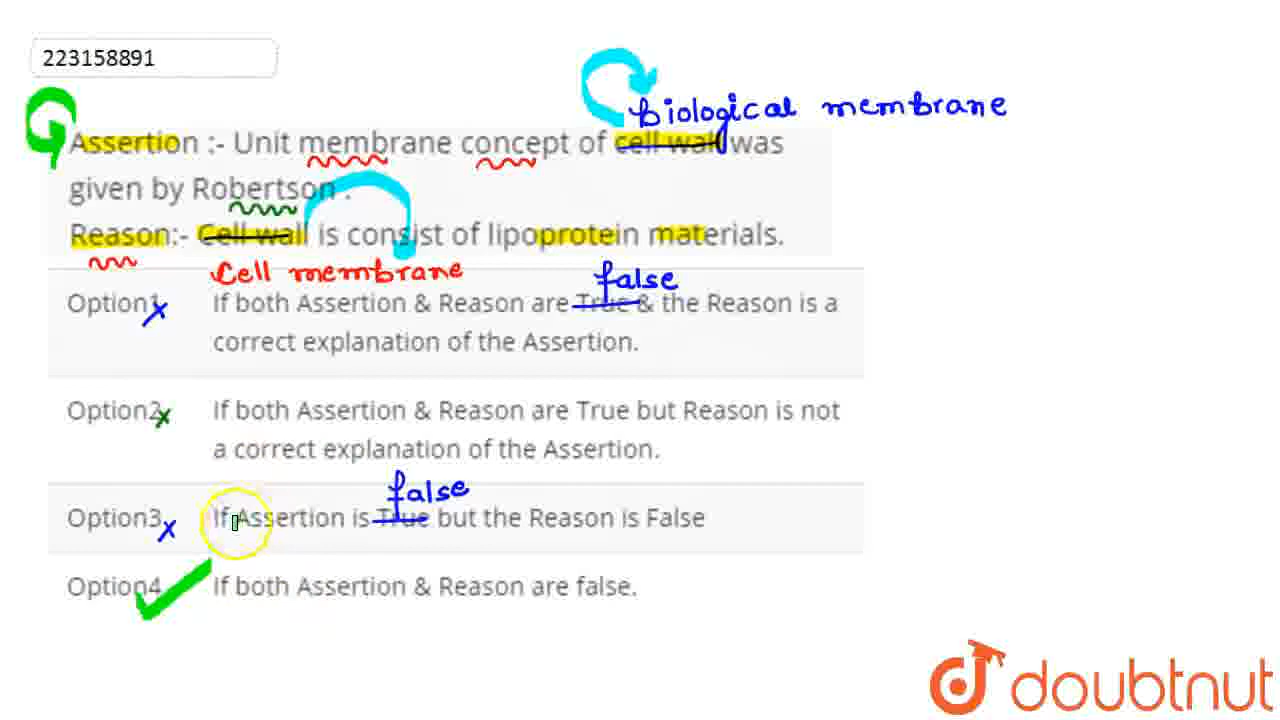 223158891
biological membrane
Assertion :- Unit membrane concept of cell wall was
given by Robertson .
Reason:- Cell wall is consist of lipoprotein materials.
Cell membrane
false
Option1 If both Assertion & Reason are True & the Reason is a
correct explanation of the Assertion.
Option2 If both Assertion & Reason are True but Reason is not
a correct explanation of the Assertion.
false
Option3 If Assertion is True but the Reason is False
Option4 If both Assertion & Reason are false.
doubtnut